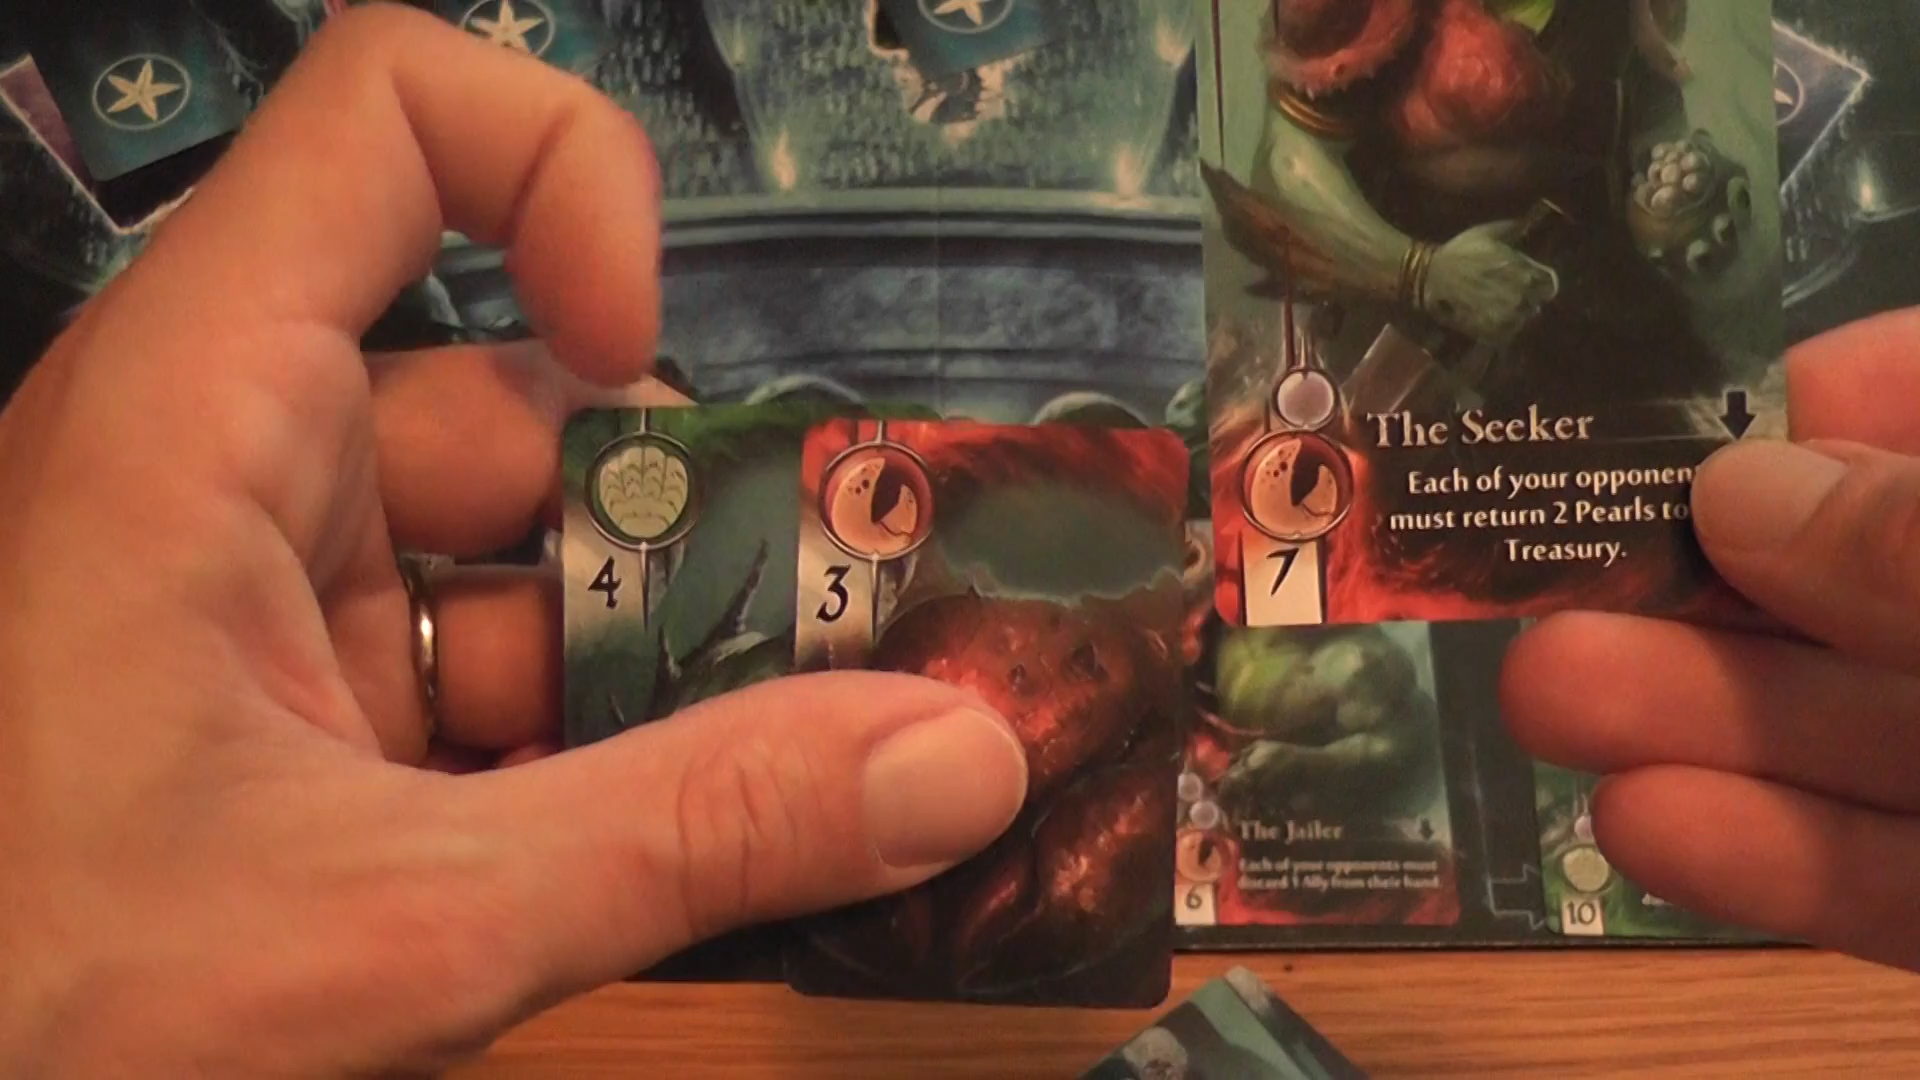 The Seeker
Each of your opponen
must return 2 Pearls to
Treasury.
7
4
3
The Jailer
Each of your opponents must
discard 1 Ally from their hand.
6
10